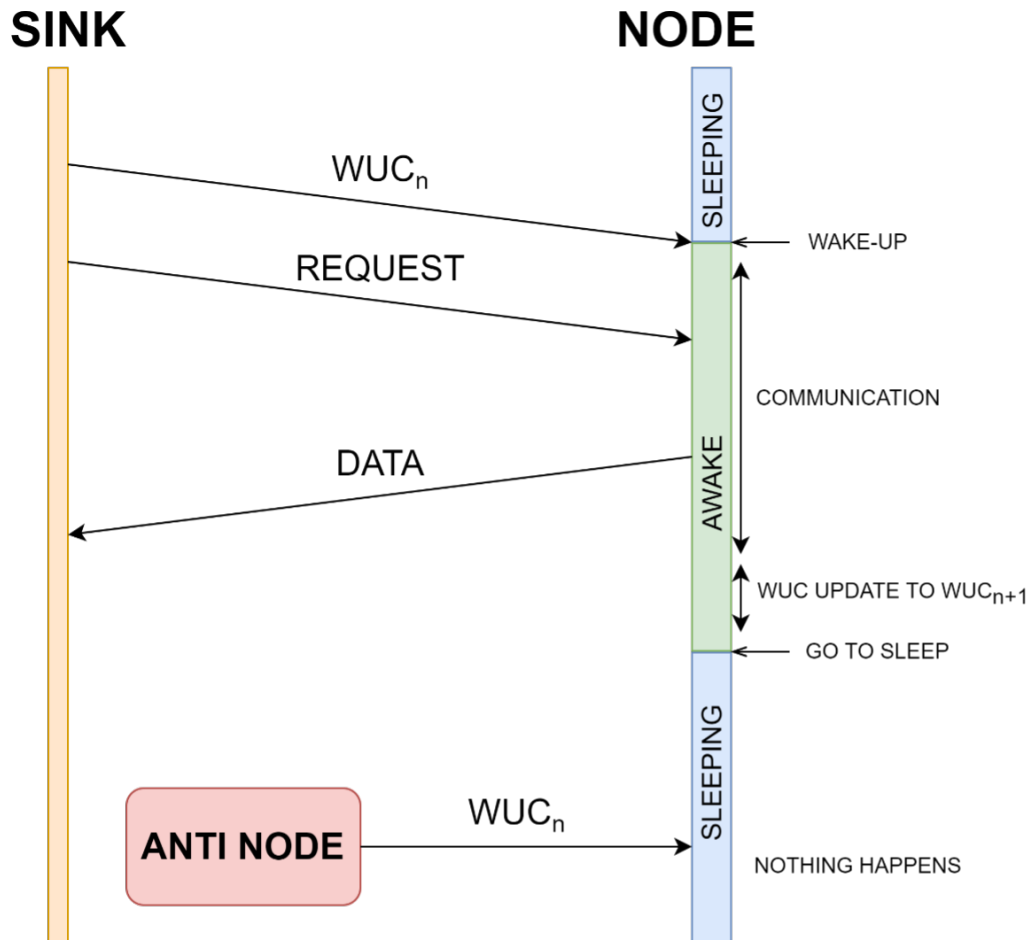 SINK
NODE
SLEEPING
WUCn
WAKE-UP
REQUEST
COMMUNICATION
DATA
AWAKE
WUC UPDATE TO WUCn+1
GO TO SLEEP
SLEEPING
WUCn
ANTI NODE
NOTHING HAPPENS